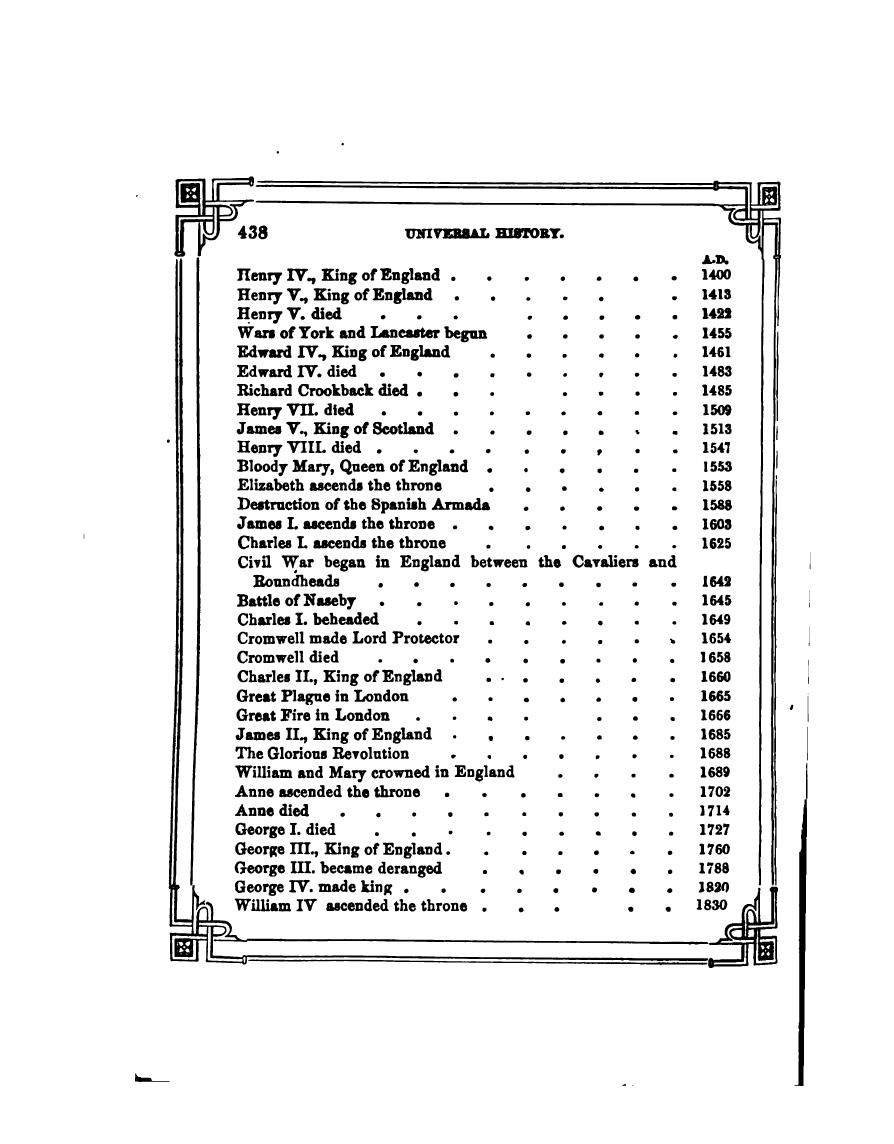 438 UNIVERSAL HISTORY.
A.D.
Henry IV., King of England . . . . . . . 1400
Henry V., King of England . . . . . . 1413
Henry V. died . . . . . . . . 1422
Wars of York and Lancaster begun . . . . . 1455
Edward IV., King of England . . . . . . 1461
Edward IV. died . . . . . . . . . 1483
Richard Crookback died . . . . . . . 1485
Henry VII. died . . . . . . . . . 1509
James V., King of Scotland . . . . . . . 1513
Henry VIII. died . . . . . . . . . 1547
Bloody Mary, Queen of England . . . . . . 1553
Elizabeth ascends the throne . . . . . . 1558
Destruction of the Spanish Armada . . . . . 1588
James I. ascends the throne . . . . . . . 1603
Charles I. ascends the throne . . . . . . 1625
Civil War began in England between the Cavaliers and
Roundheads . . . . . . . . . 1642
Battle of Naseby . . . . . . . . . 1645
Charles I. beheaded . . . . . . . . 1649
Cromwell made Lord Protector . . . . . . 1654
Cromwell died . . . . . . . . . 1658
Charles II., King of England . . . . . . 1660
Great Plague in London . . . . . . . 1665
Great Fire in London . . . . . . . 1666
James II., King of England . . . . . . . 1685
The Glorious Revolution . . . . . . . 1688
William and Mary crowned in England . . . . 1689
Anne ascended the throne . . . . . . . 1702
Anne died . . . . . . . . . . 1714
George I. died . . . . . . . . . 1727
George III., King of England . . . . . . . 1760
George III. became deranged . . . . . . 1788
George IV. made king . . . . . . . . 1820
William IV ascended the throne . . . . . 1830